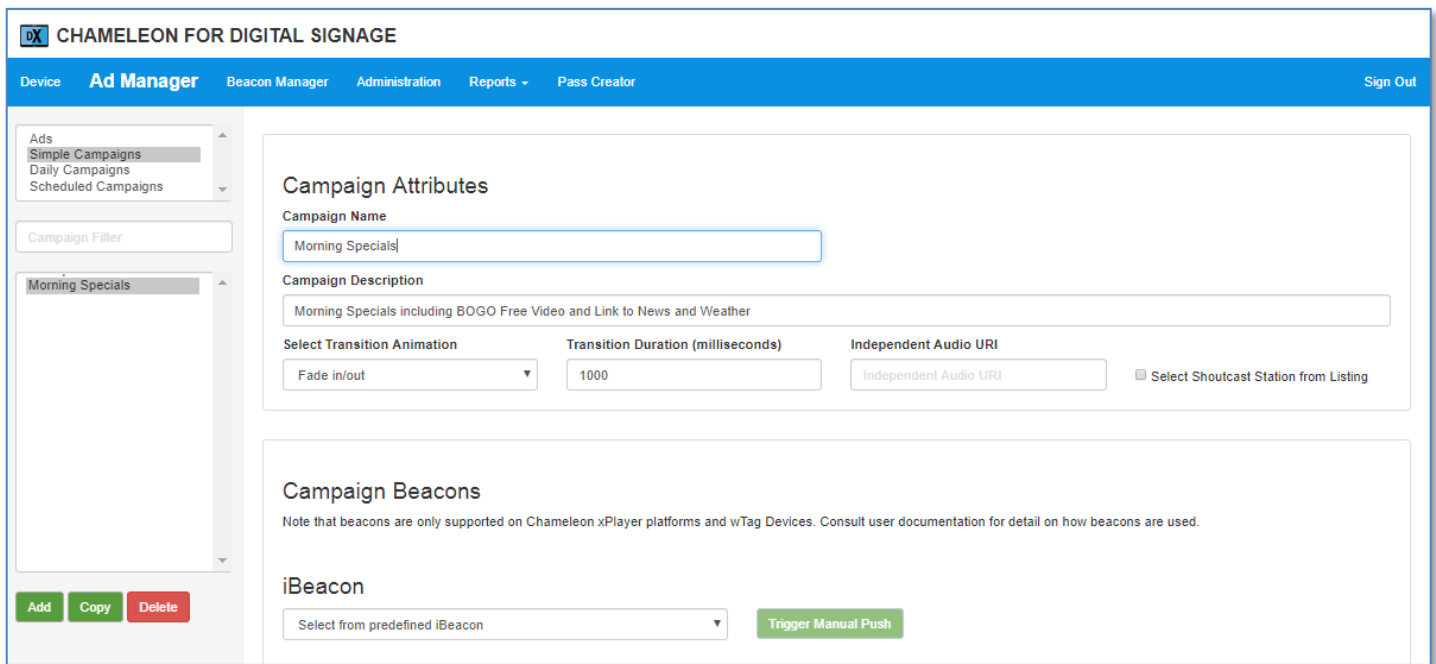 DX CHAMELEON FOR DIGITAL SIGNAGE
Device Ad Manager Beacon Manager Administration Reports Pass Creator Sign Out
Ads
Simple Campaigns
Daily Campaigns
Scheduled Campaigns
Campaign Filter
Morning Specials
Add Copy Delete
Campaign Attributes
Campaign Name
Morning Specials
Campaign Description
Morning Specials including BOGO Free Video and Link to News and Weather
Select Transition Animation Transition Duration (milliseconds) Independent Audio URI
Fade in/out 1000 Independent Audio URI Select Shoutcast Station from Listing
Campaign Beacons
Note that beacons are only supported on Chameleon xPlayer platforms and wTag Devices. Consult user documentation for detail on how beacons are used.
iBeacon
Select from predefined iBeacon Trigger Manual Push